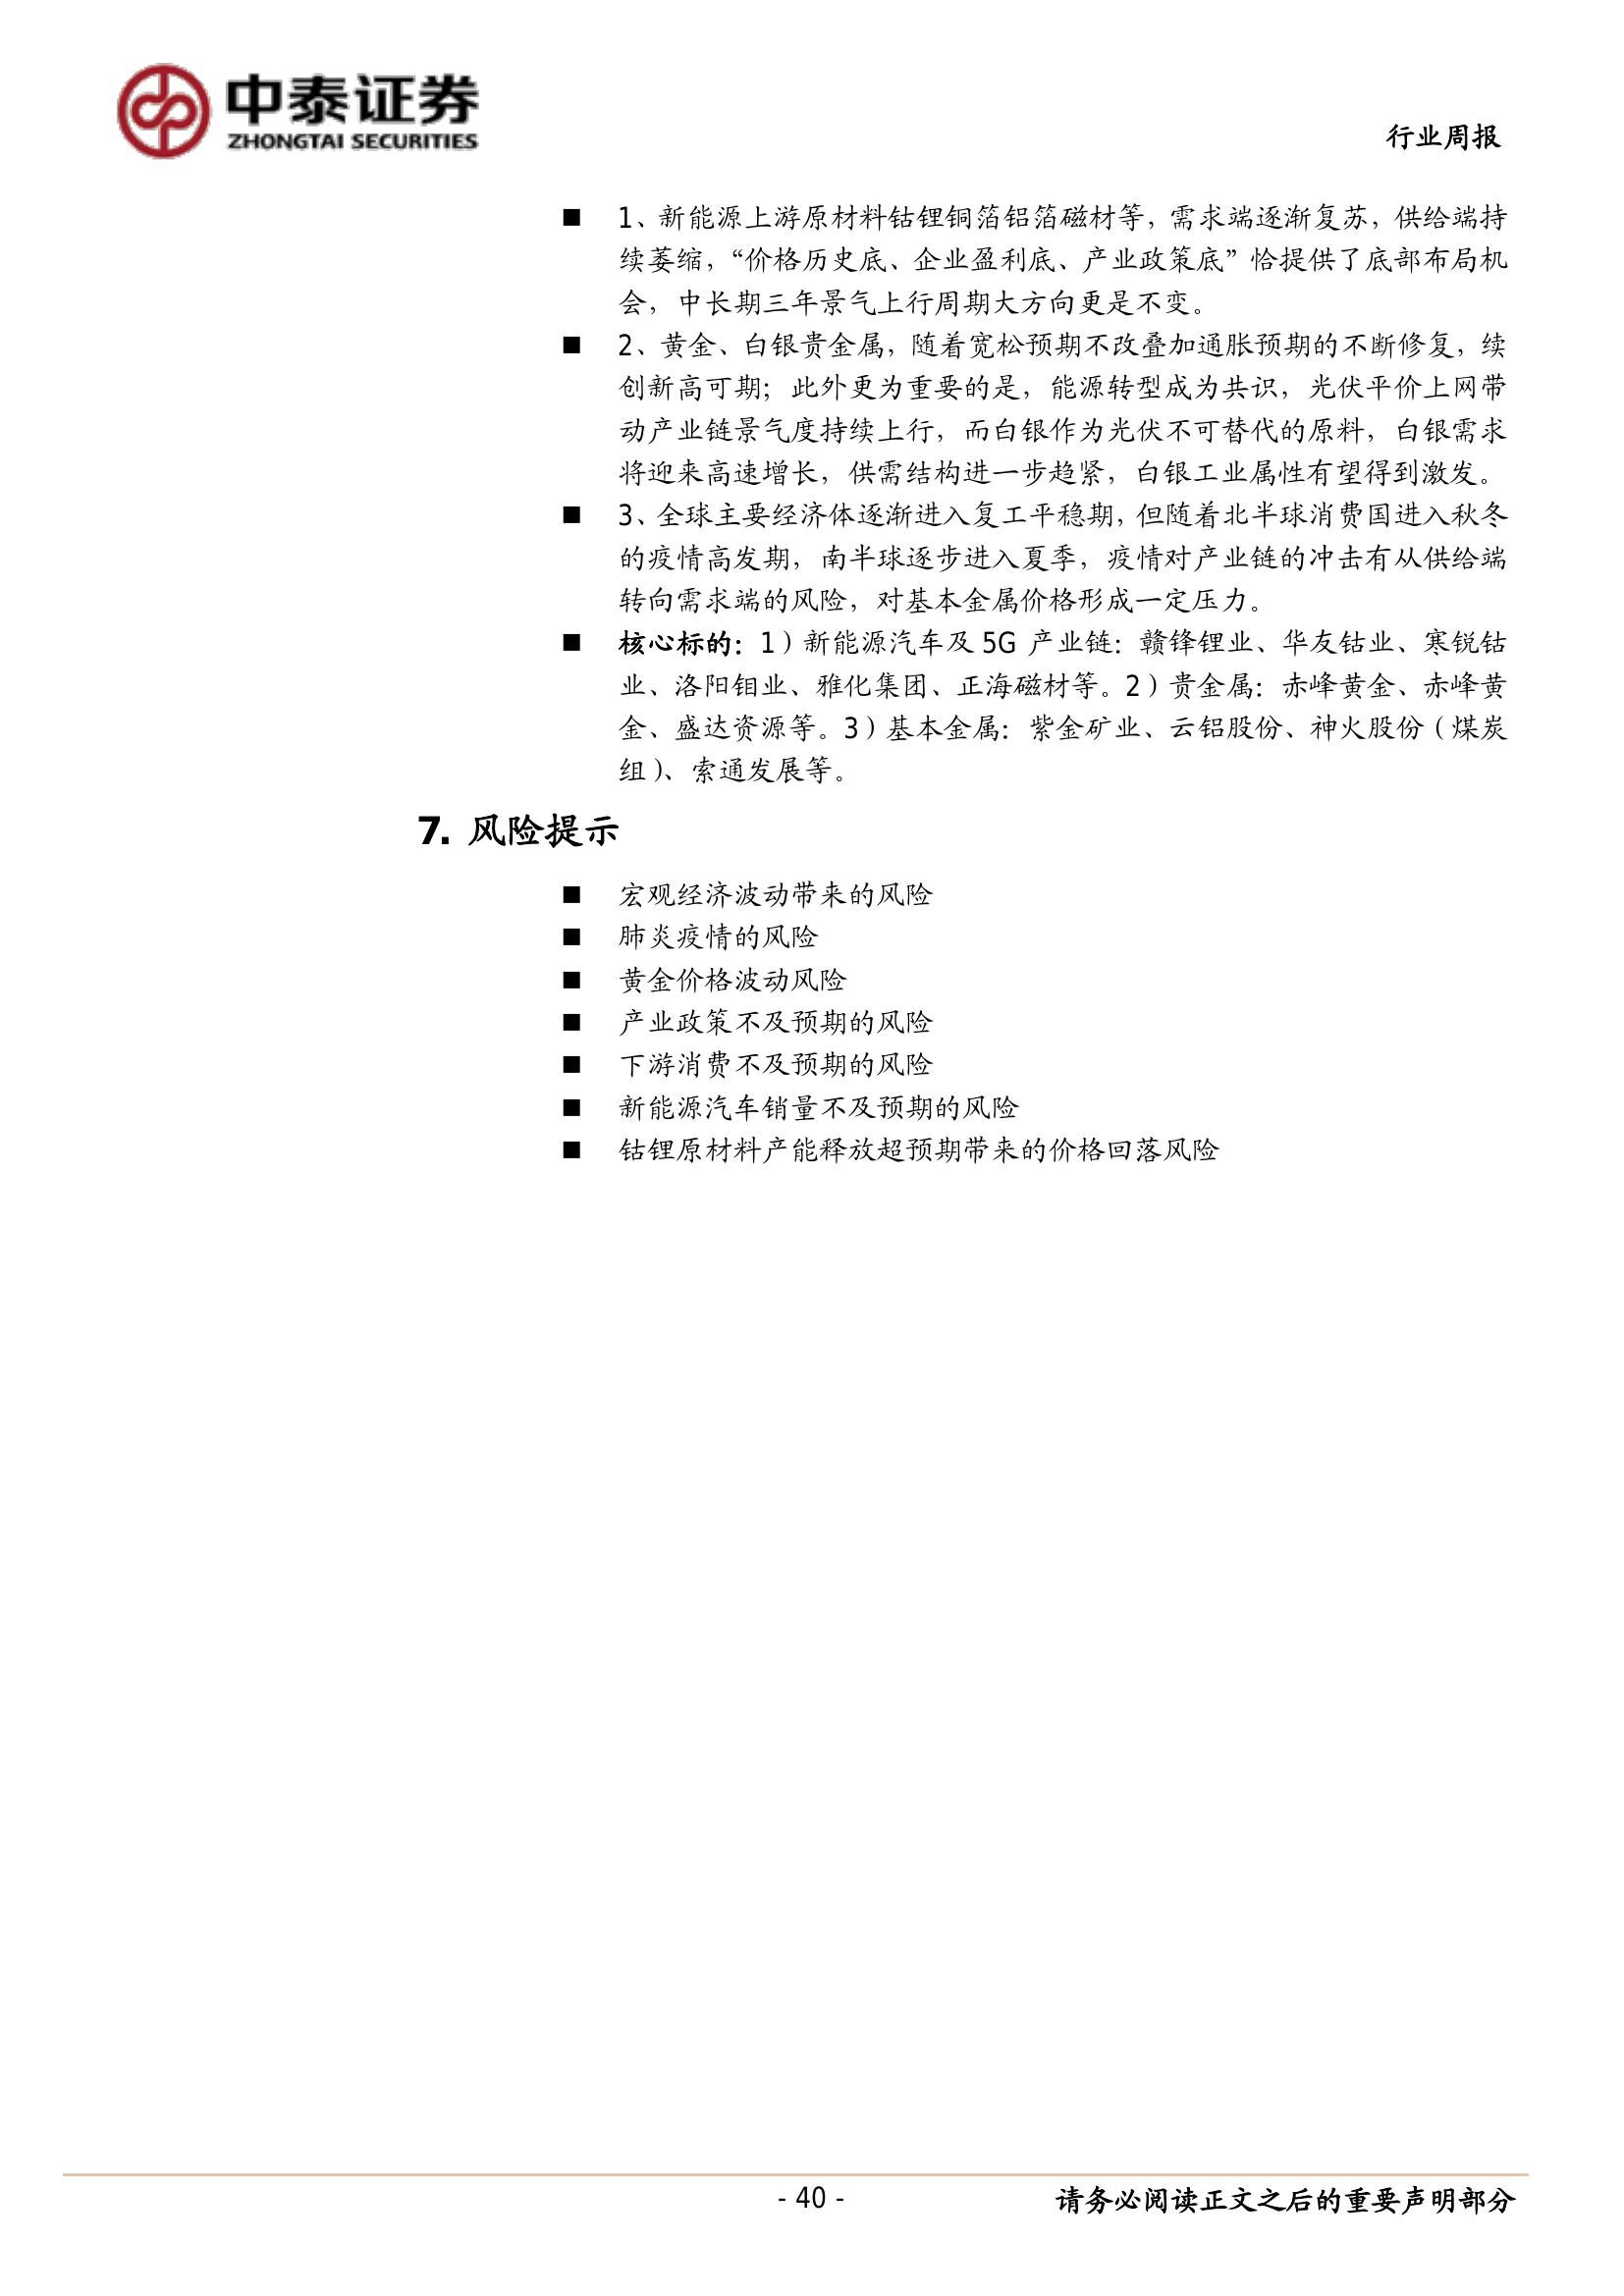 中泰证券
ZHONGTAI SECURITIES
行业周报
■ 1、新能源上游原材料钴锂铜箔铝箔磁材等，需求端逐渐复苏，供给端持
续萎缩，“价格历史底、企业盈利底、产业政策底”恰提供了底部布局机
会，中长期三年景气上行周期大方向更是不变。
■ 2、黄金、白银贵金属，随着宽松预期不改叠加通胀预期的不断修复，续
创新高可期；此外更为重要的是，能源转型成为共识，光伏平价上网带
动产业链景气度持续上行，而白银作为光伏不可替代的原料，白银需求
将迎来高速增长，供需结构进一步趋紧，白银工业属性有望得到激发。
■ 3、全球主要经济体逐渐进入复工平稳期，但随着北半球消费国进入秋冬
的疫情高发期，南半球逐步进入夏季，疫情对产业链的冲击有从供给端
转向需求端的风险，对基本金属价格形成一定压力。
■ 核心标的：1）新能源汽车及 5G 产业链：赣锋锂业、华友钴业、寒锐钴
业、洛阳钼业、雅化集团、正海磁材等。2）贵金属：赤峰黄金、赤峰黄
金、盛达资源等。3）基本金属：紫金矿业、云铝股份、神火股份（煤炭
组）、索通发展等。
7. 风险提示
■ 宏观经济波动带来的风险
■ 肺炎疫情的风险
■ 黄金价格波动风险
■ 产业政策不及预期的风险
■ 下游消费不及预期的风险
■ 新能源汽车销量不及预期的风险
■ 钴锂原材料产能释放超预期带来的价格回落风险
- 40 -
请务必阅读正文之后的重要声明部分